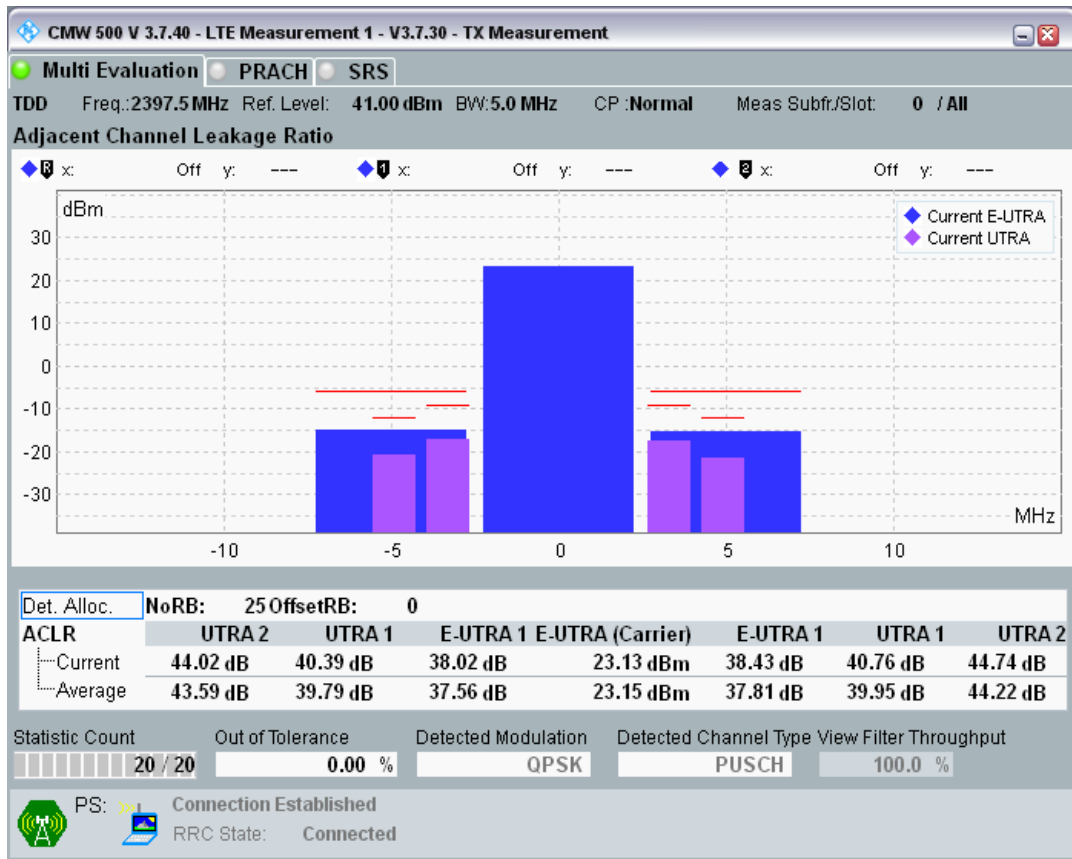 CMW 500 V 3.7.40 - LTE Measurement 1 - V3.7.30 - TX Measurement
Multi Evaluation PRACH SRS
TDD Freq.:2397.5 MHz Ref. Level: 41.00 dBm BW:5.0 MHz CP :Normal Meas Subfr./Slot: 0 / All
Adjacent Channel Leakage Ratio
R x: Off y: --- 1 x: Off y: --- 2 x: Off y: ---
dBm
Current E-UTRA
Current UTRA
30
20
10
0
-10
-20
-30
MHz
-10 -5 0 5 10
Det. Alloc. NoRB: 25 OffsetRB: 0
ACLR UTRA 2 UTRA 1 E-UTRA 1 E-UTRA (Carrier) E-UTRA 1 UTRA 1 UTRA 2
Current 44.02 dB 40.39 dB 38.02 dB 23.13 dBm 38.43 dB 40.76 dB 44.74 dB
Average 43.59 dB 39.79 dB 37.56 dB 23.15 dBm 37.81 dB 39.95 dB 44.22 dB
Statistic Count Out of Tolerance Detected Modulation Detected Channel Type View Filter Throughput
20 / 20 0.00 % QPSK PUSCH 100.0 %
PS: Connection Established
RRC State: Connected